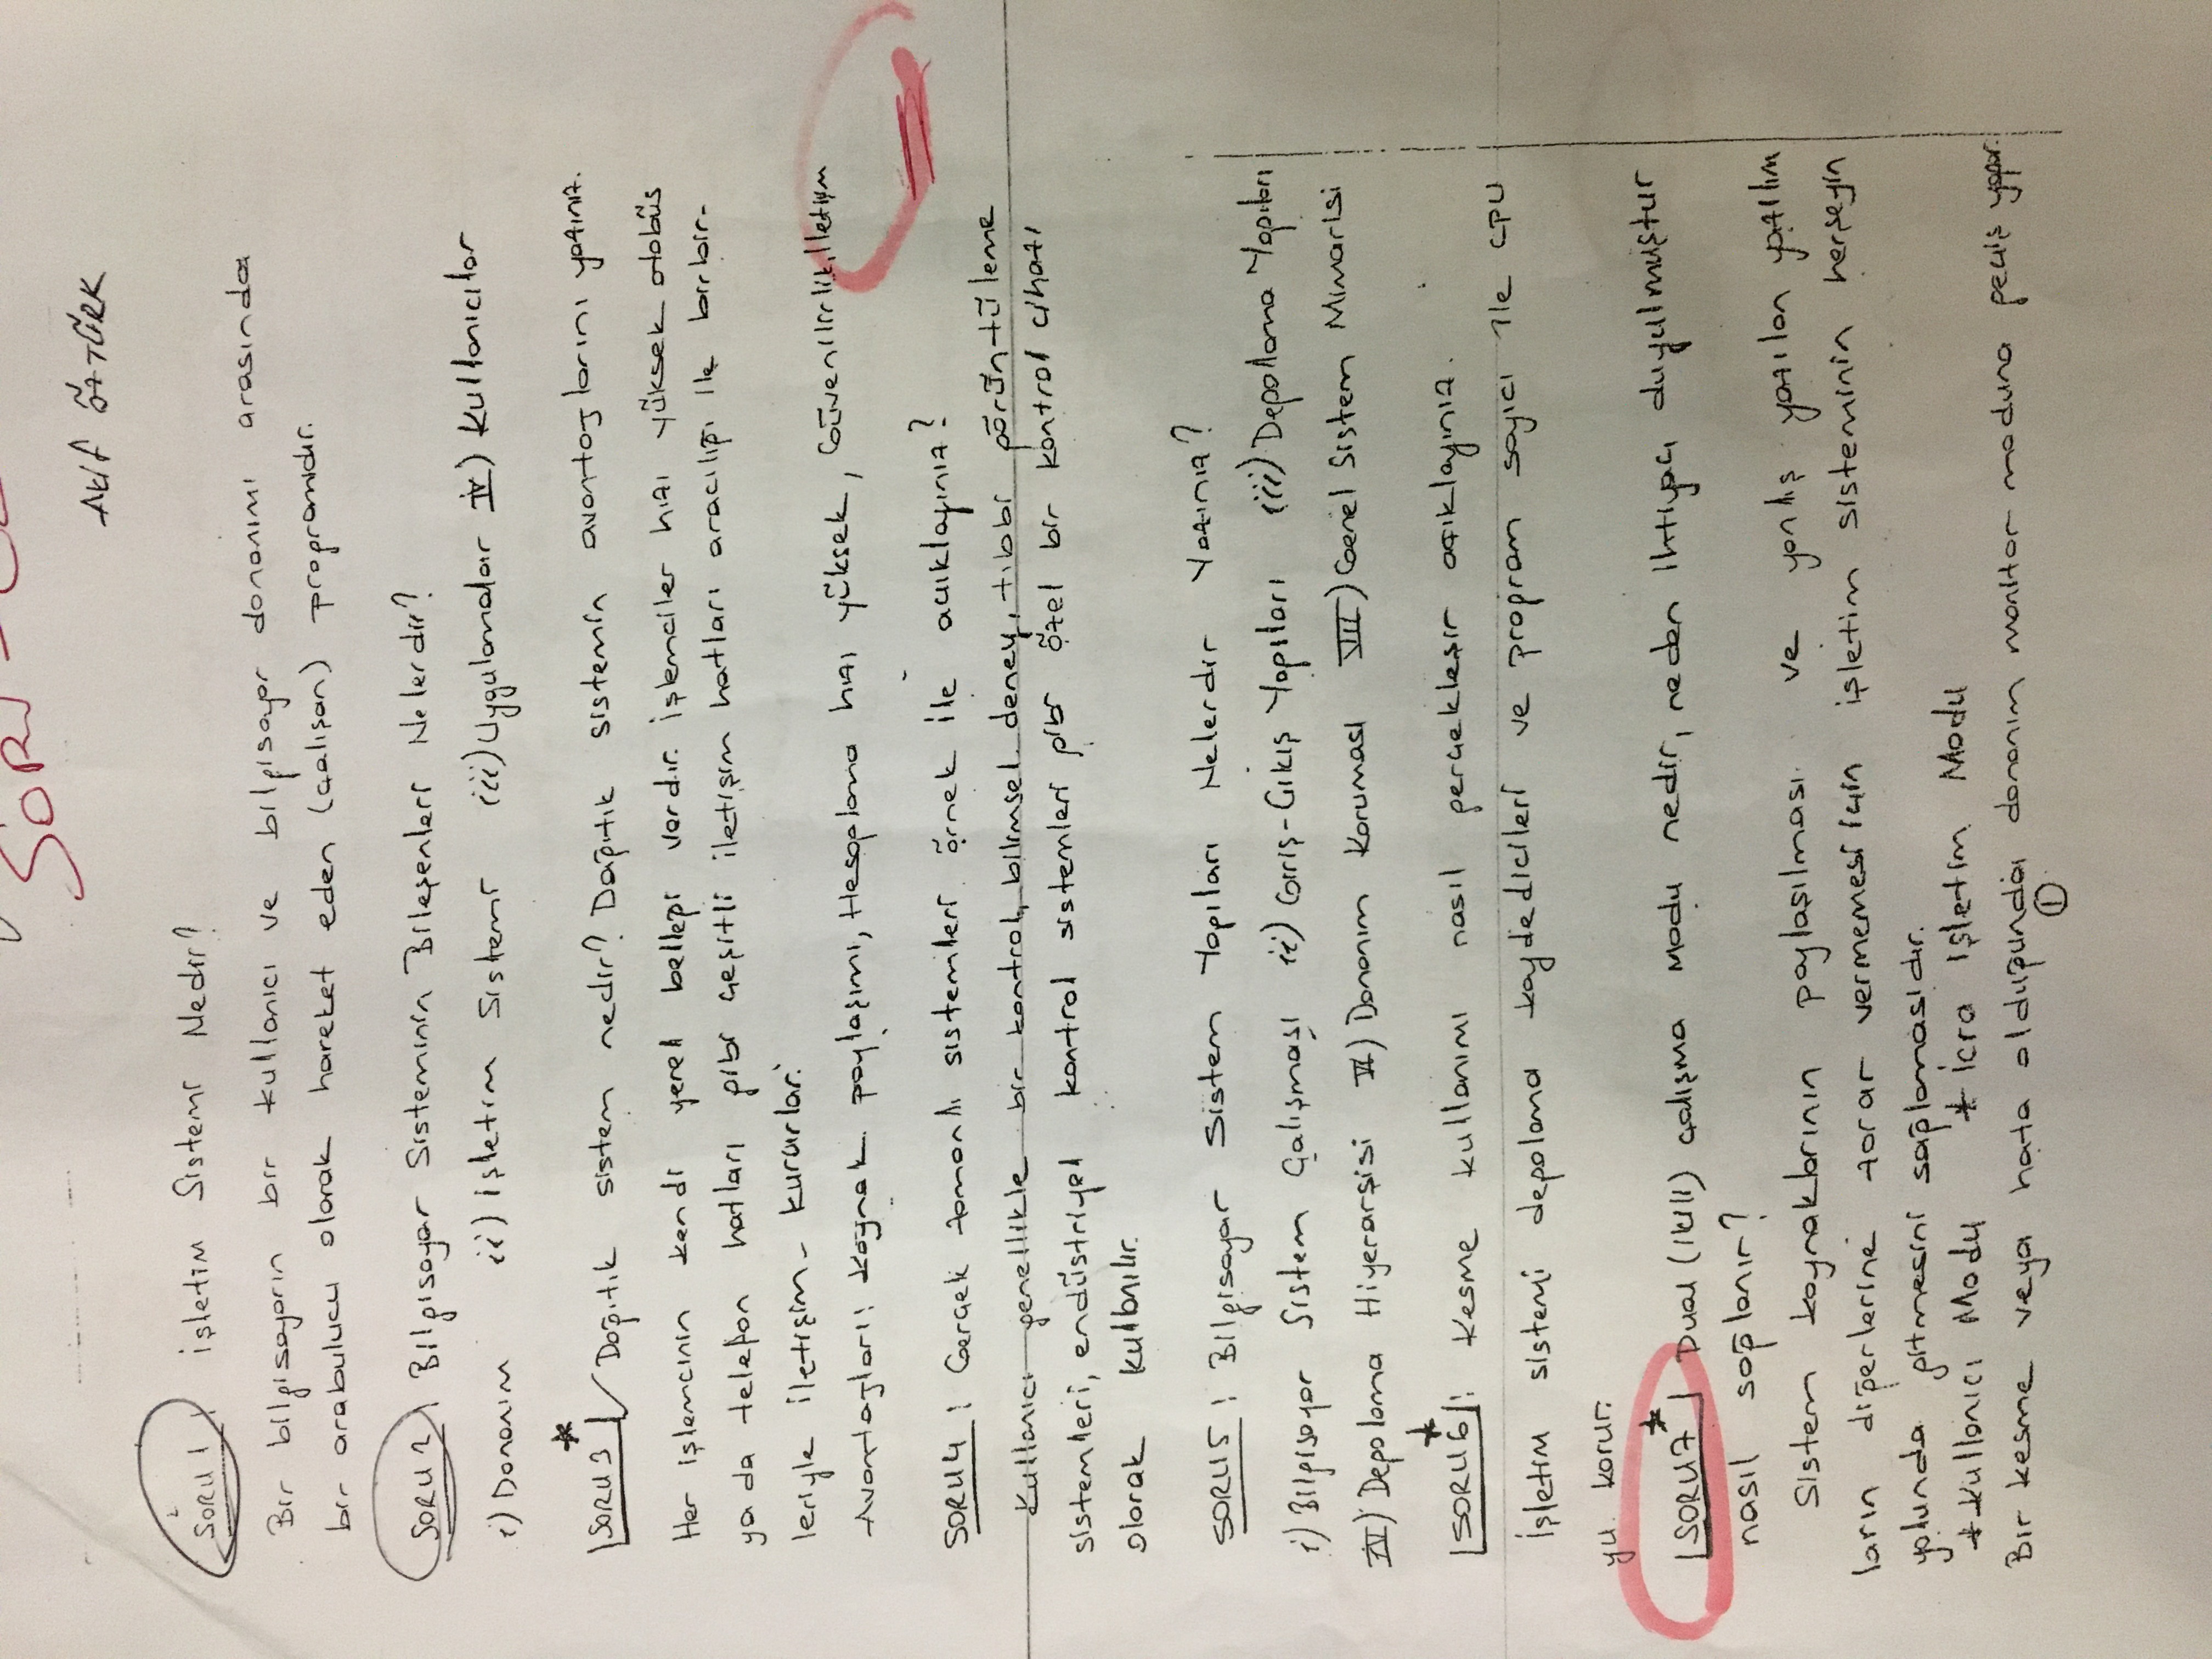 SORU-
AKİF ÖZTÜRK
SORU 1 : İşletim Sistemi Nedir?
Bir bilgisayarın bir kullanıcı ve bilgisayar donanımı arasında
bir arabulucu olarak hareket eden (çalışan) programıdır.
SORU 2 : Bilgisayar Sisteminin Bileşenleri Nelerdir?
i) Donanım ii) İşletim Sistemi iii) Uygulamalar IV) Kullanıcılar
SORU 3 Dağıtık sistem nedir? Dağıtık sistemin avantajlarını yazınız.
Her işlemcinin kendi yerel belleği vardır. İşlemciler hızı yüksek otobüs
ya da telefon hatları gibi çeşitli iletişim hatları aracılığı ile birbir-
leriyle iletişim kurarlar.
Avantajları: Kaynak paylaşımı, Hesaplama hızı yüksek, Güvenilirlik, İletişim
SORU 4 : Gerçek zamanlı sistemleri örnek ile açıklayınız?
Kullanıcı genellikle bir kontrol, bilimsel deney, tıbbi görüntüleme
sistemleri, endüstriyel kontrol sistemleri gibi özel bir kontrol cihazı
olarak kullanılır.
SORU 5 : Bilgisayar Sistem Yapıları Nelerdir Yazınız?
i) Bilgisayar Sistem Çalışması ii) Giriş-Çıkış Yapıları iii) Depolama Yapıları
IV) Depolama Hiyerarşisi VI) Donanım Koruması VII) Genel Sistem Mimarisi
SORU 6 : Kesme kullanımı nasıl gerçekleşir açıklayınız.
İşletim sistemi depolama kaydedicileri ve program sayıcı ile CPU
yu korur.
SORU 7 Dual (İkili) çalışma Modu nedir, neden ihtiyaç duyulmuştur
nasıl sağlanır?
Sistem kaynaklarının paylaşılması ve yanlış yazılan yazılım
ların diğerlerine zarar vermemesi için işletim sisteminin herşeyin
yolunda gitmesini sağlamasıdır.
* Kullanıcı Modu * İcra İşletim Modu
Bir kesme veya hata olduğunda donanım monitor moduna geçiş yapar.
1